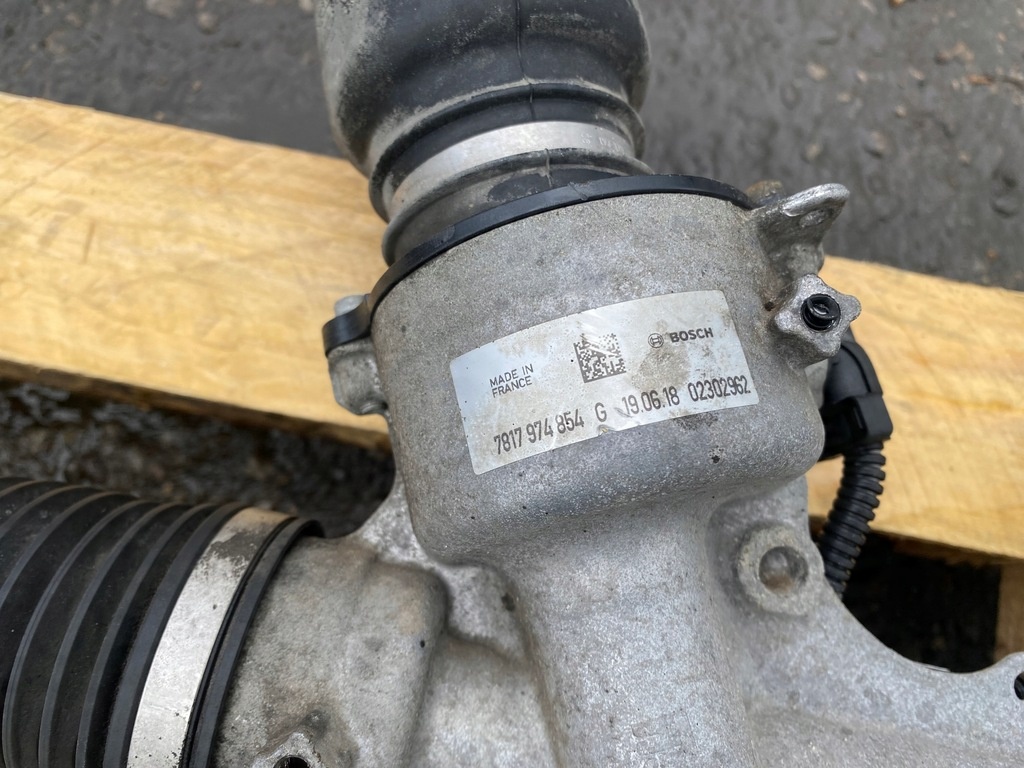 BOSCH
MADE IN
FRANCE
7817 974 854 G 19.06.18 02302962